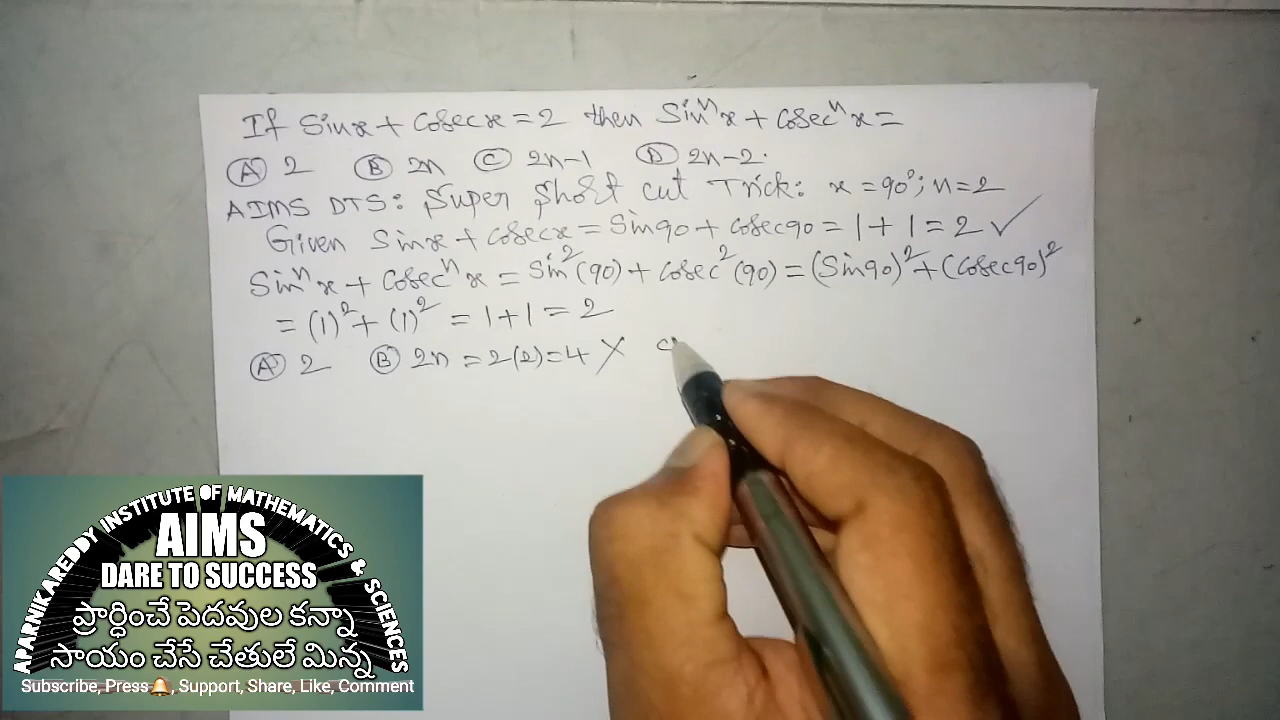 If Sinx + Cosecx = 2 then Sinⁿx + Cosecⁿx =
Ⓐ 2 Ⓑ 2n Ⓒ 2n-1 Ⓓ 2n-2.
AIMS DTS: Super Short cut Trick: x = 90°; n = 2
Given Sinx + Cosecx = Sin90 + Cosec90 = 1 + 1 = 2 ✓
Sinⁿx + Cosecⁿx = Sin²(90) + Cosec²(90) = (Sin90)² + (Cosec90)²
= (1)² + (1)² = 1 + 1 = 2
Ⓐ 2 Ⓑ 2n = 2(2) = 4 ✗
APARNIKAREDDY INSTITUTE OF MATHEMATICS & SCIENCES
AIMS
DARE TO SUCCESS
ప్రార్ధించే పెదవుల కన్నా
సాయం చేసే చేతులే మిన్న
Subscribe, Press🔔, Support, Share, Like, Comment